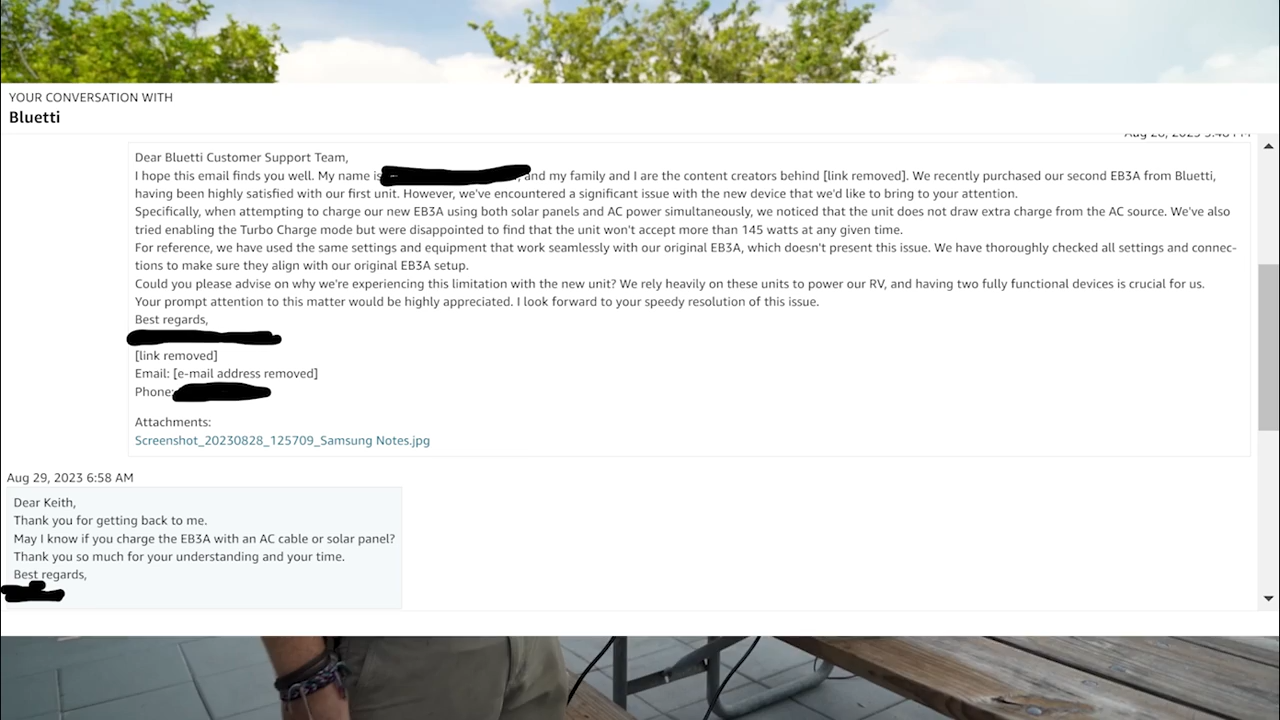 YOUR CONVERSATION WITH
Bluetti
Dear Bluetti Customer Support Team,
I hope this email finds you well. My name is and my family and I are the content creators behind [link removed]. We recently purchased our second EB3A from Bluetti,
having been highly satisfied with our first unit. However, we've encountered a significant issue with the new device that we'd like to bring to your attention.
Specifically, when attempting to charge our new EB3A using both solar panels and AC power simultaneously, we noticed that the unit does not draw extra charge from the AC source. We've also
tried enabling the Turbo Charge mode but were disappointed to find that the unit won't accept more than 145 watts at any given time.
For reference, we have used the same settings and equipment that work seamlessly with our original EB3A, which doesn't present this issue. We have thoroughly checked all settings and connec-
tions to make sure they align with our original EB3A setup.
Could you please advise on why we're experiencing this limitation with the new unit? We rely heavily on these units to power our RV, and having two fully functional devices is crucial for us.
Your prompt attention to this matter would be highly appreciated. I look forward to your speedy resolution of this issue.
Best regards,
[link removed]
Email: [e-mail address removed]
Phone:
Attachments:
Screenshot_20230828_125709_Samsung Notes.jpg
Aug 29, 2023 6:58 AM
Dear Keith,
Thank you for getting back to me.
May I know if you charge the EB3A with an AC cable or solar panel?
Thank you so much for your understanding and your time.
Best regards,